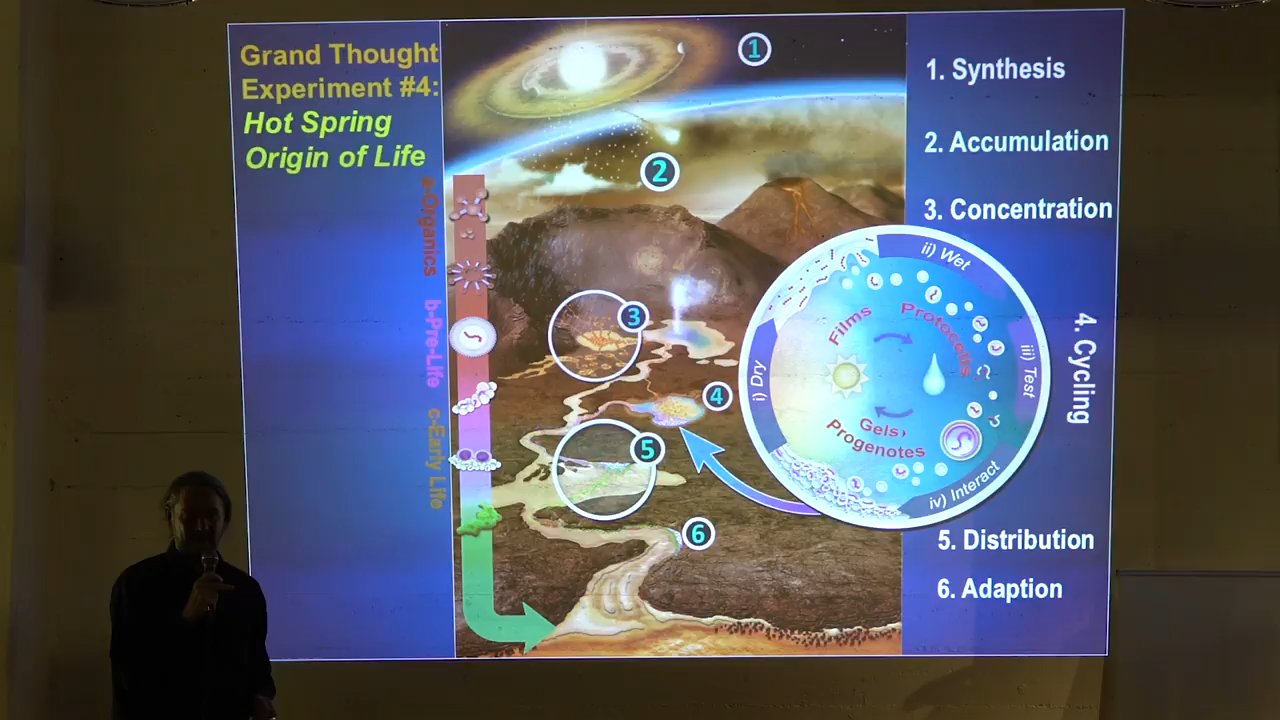 Grand Thought
Experiment #4:
Hot Spring
Origin of Life
a-Organics
b-Pre-Life
c-Early Life
1
2
3
4
5
6
1. Synthesis
2. Accumulation
3. Concentration
4. Cycling
i) Dry
ii) Wet
iii) Test
iv) Interact
Films
Protocells
Gels,
Progenotes
5. Distribution
6. Adaption